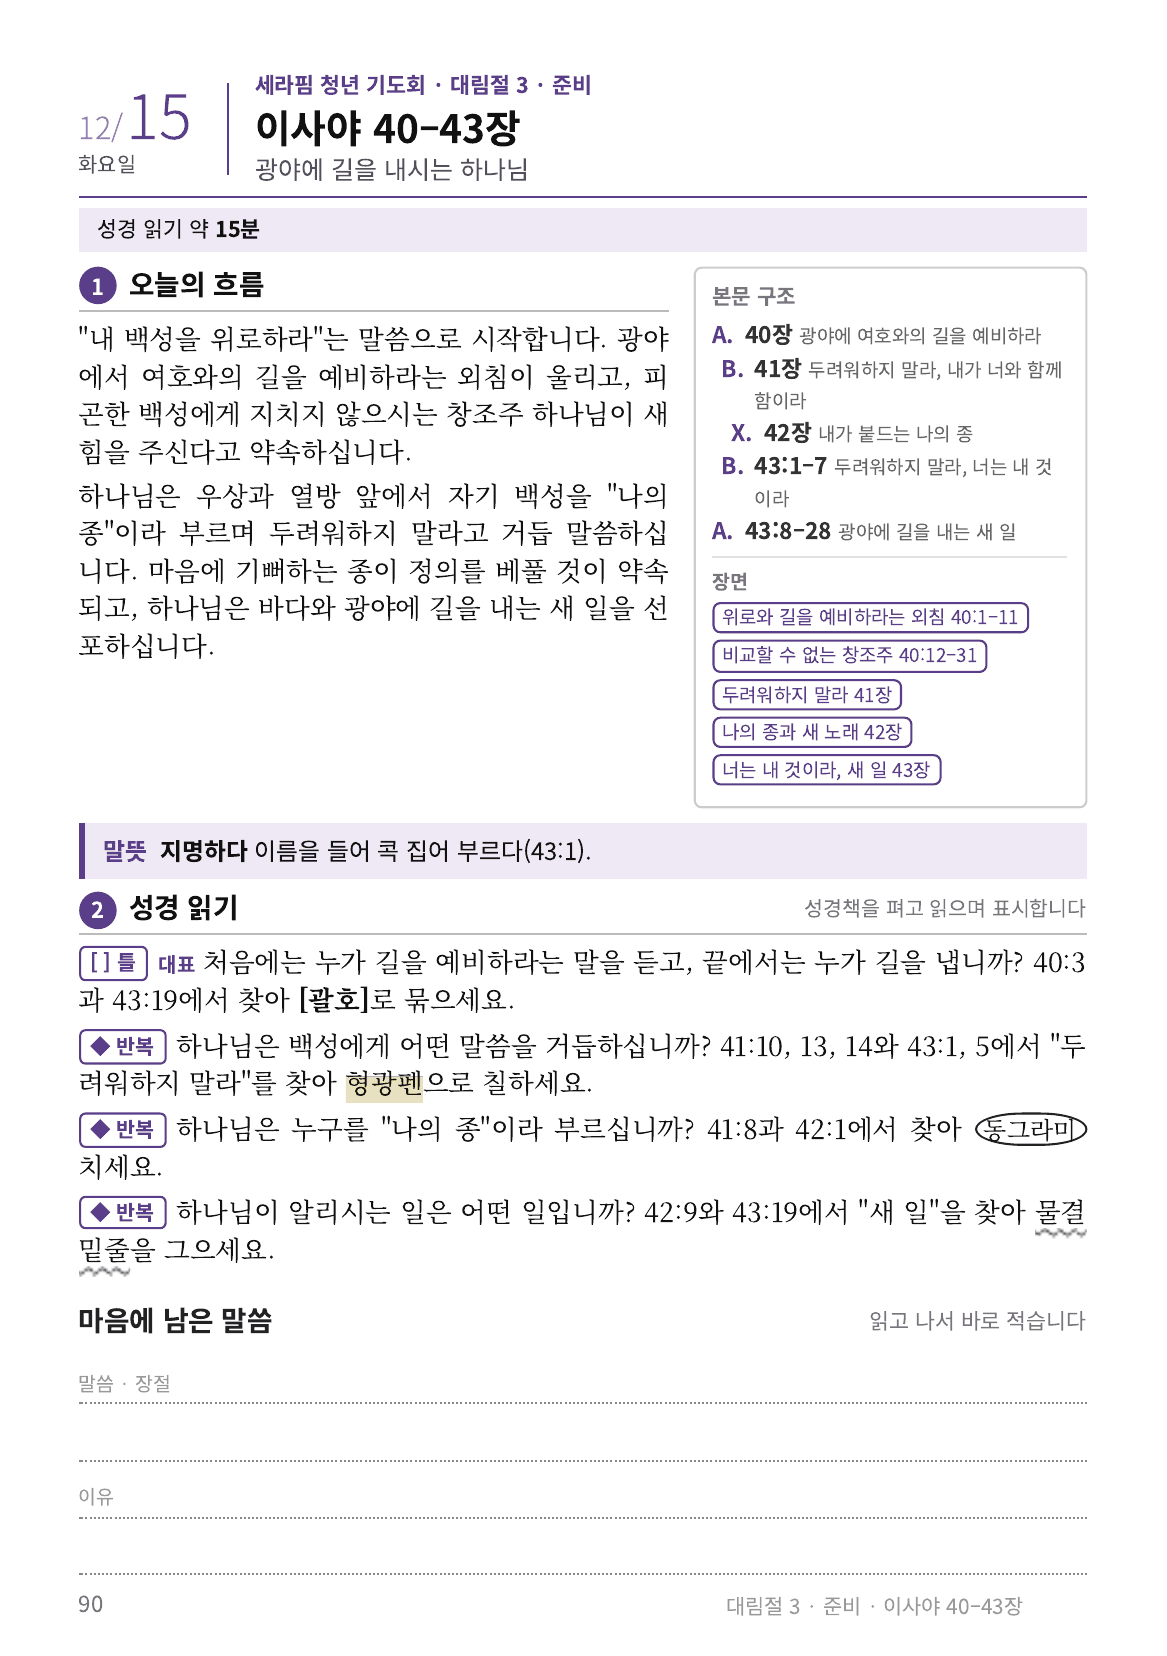 12/15
화요일
세라핌 청년 기도회 · 대림절 3 · 준비
이사야 40–43장
광야에 길을 내시는 하나님
성경 읽기 약 15분
1 오늘의 흐름
"내 백성을 위로하라"는 말씀으로 시작합니다. 광야
에서 여호와의 길을 예비하라는 외침이 울리고, 피
곤한 백성에게 지치지 않으시는 창조주 하나님이 새
힘을 주신다고 약속하십니다.
하나님은 우상과 열방 앞에서 자기 백성을 "나의
종"이라 부르며 두려워하지 말라고 거듭 말씀하십
니다. 마음에 기뻐하는 종이 정의를 베풀 것이 약속
되고, 하나님은 바다와 광야에 길을 내는 새 일을 선
포하십니다.
본문 구조
A. 40장 광야에 여호와의 길을 예비하라
B. 41장 두려워하지 말라, 내가 너와 함께
함이라
X. 42장 내가 붙드는 나의 종
B. 43:1–7 두려워하지 말라, 너는 내 것
이라
A. 43:8–28 광야에 길을 내는 새 일
장면
위로와 길을 예비하라는 외침 40:1–11
비교할 수 없는 창조주 40:12–31
두려워하지 말라 41장
나의 종과 새 노래 42장
너는 내 것이라, 새 일 43장
말뜻 지명하다 이름을 들어 콕 집어 부르다(43:1).
2 성경 읽기
성경책을 펴고 읽으며 표시합니다
[ ] 틀 대표 처음에는 누가 길을 예비하라는 말을 듣고, 끝에서는 누가 길을 냅니까? 40:3
과 43:19에서 찾아 [괄호]로 묶으세요.
◆ 반복 하나님은 백성에게 어떤 말씀을 거듭하십니까? 41:10, 13, 14와 43:1, 5에서 "두
려워하지 말라"를 찾아 형광펜으로 칠하세요.
◆ 반복 하나님은 누구를 "나의 종"이라 부르십니까? 41:8과 42:1에서 찾아 동그라미
치세요.
◆ 반복 하나님이 알리시는 일은 어떤 일입니까? 42:9와 43:19에서 "새 일"을 찾아 물결
밑줄을 그으세요.
마음에 남은 말씀
읽고 나서 바로 적습니다
말씀 · 장절
이유
90
대림절 3 · 준비 · 이사야 40–43장